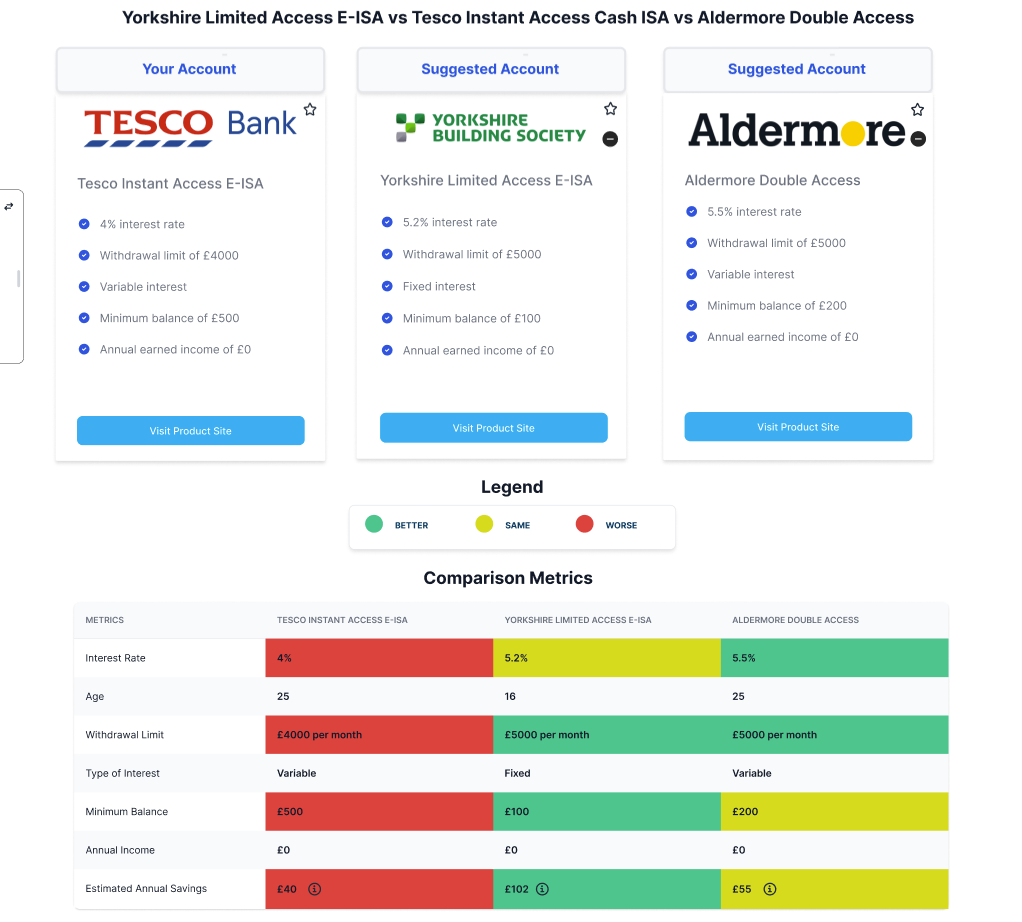 Yorkshire Limited Access E-ISA vs Tesco Instant Access Cash ISA vs Aldermore Double Access
Your Account
TESCO Bank
Tesco Instant Access E-ISA
4% interest rate
Withdrawal limit of £4000
Variable interest
Minimum balance of £500
Annual earned income of £0
Visit Product Site
Suggested Account
YORKSHIRE
BUILDING SOCIETY
Yorkshire Limited Access E-ISA
5.2% interest rate
Withdrawal limit of £5000
Fixed interest
Minimum balance of £100
Annual earned income of £0
Visit Product Site
Suggested Account
Aldermore
Aldermore Double Access
5.5% interest rate
Withdrawal limit of £5000
Variable interest
Minimum balance of £200
Annual earned income of £0
Visit Product Site
Legend
BETTER SAME WORSE
Comparison Metrics
METRICS TESCO INSTANT ACCESS E-ISA YORKSHIRE LIMITED ACCESS E-ISA ALDERMORE DOUBLE ACCESS
Interest Rate 4% 5.2% 5.5%
Age 25 16 25
Withdrawal Limit £4000 per month £5000 per month £5000 per month
Type of Interest Variable Fixed Variable
Minimum Balance £500 £100 £200
Annual Income £0 £0 £0
Estimated Annual Savings £40 £102 £55